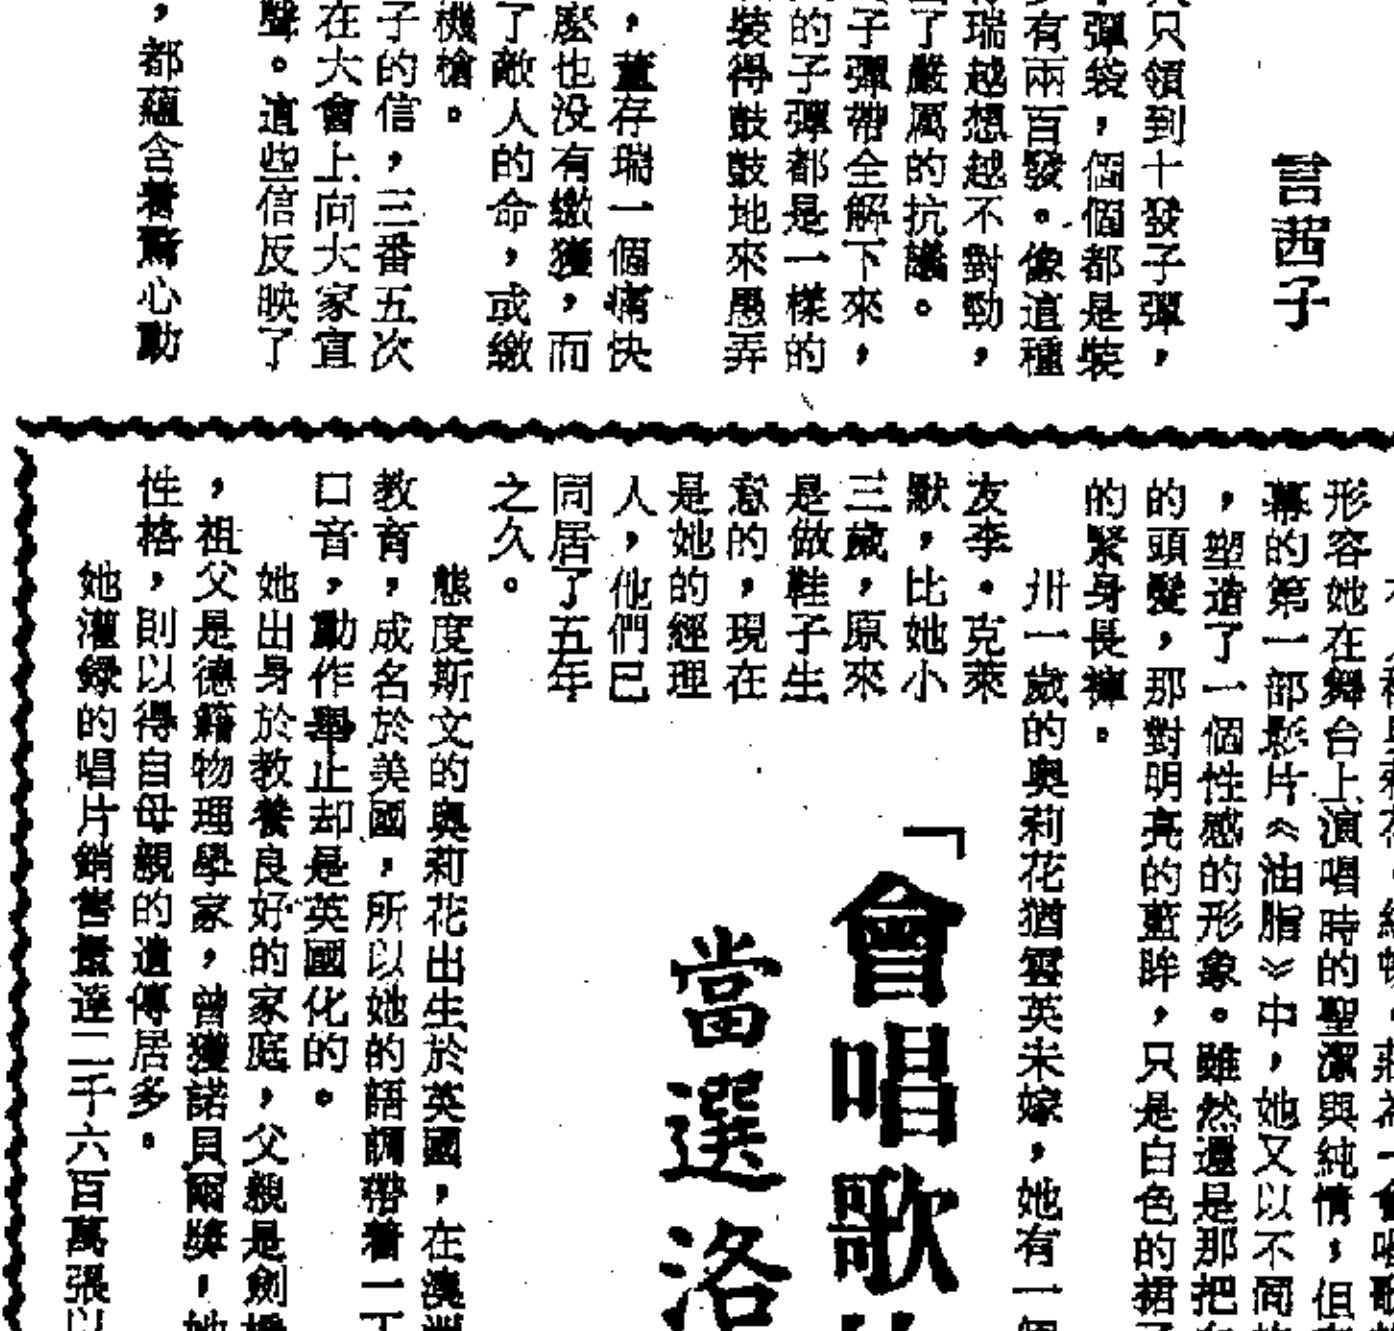 言茜子
只領到十發子彈，
彈袋，個個都是裝
有兩百發。像這種
瑞越想越不對勁，
了嚴厲的抗議。
子彈帶全解下來，
的子彈都是一樣的
裝得鼓鼓地來愚弄
，董存瑞一個痛快
麼也没有繳獲，而
了敵人的命，或繳
機槍。
子的信，三番五次
在大會上向大家宣
聲。這些信反映了
，都蘊含着驚心動
形容她在舞台上演唱時的聖潔與純情，但
幕的第一部影片《油脂》中，她又以不同
，塑造了一個性感的形象。雖然還是那把
的頭髮，那對明亮的藍眸，只是白色的裙
的緊身長褲。
卅一歲的奧莉花猶雲英未嫁，她有一個
友李·克萊
默，比她小
三歲，原來
是做鞋子生
意的，現在
是她的經理
人，他們已
同居了五年
之久。
「會唱歌
當選洛
態度斯文的奧莉花出生於英國，在澳洲
教育，成名於美國，所以她的語調帶着一
口音，動作舉止却是英國化的。
她出身於教養良好的家庭，父親是劍橋
，祖父是德籍物理學家，曾獲諾貝爾獎，她
性格，則以得自母親的遺傳居多。
她灌錄的唱片銷售量達二千六百萬張以